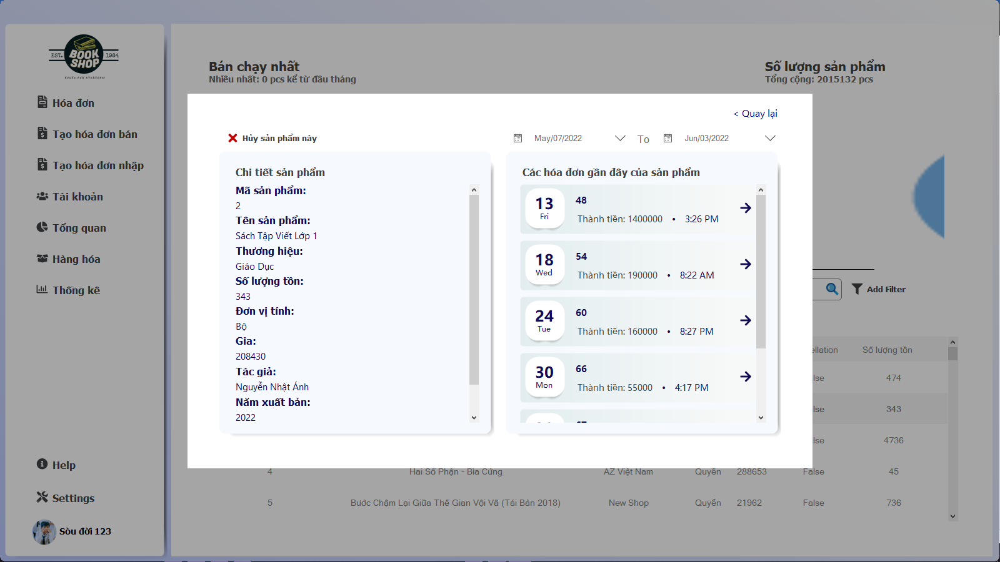 EST. BOOK SHOP 1984
BOOKS FOR EVERYONE!
Hóa đơn
Tạo hóa đơn bán
Tạo hóa đơn nhập
Tài khoản
Tổng quan
Hàng hóa
Thống kê
Help
Settings
Sòu đời 123
Bán chạy nhất
Nhiều nhất: 0 pcs kể từ đầu tháng
Số lượng sản phẩm
Tổng cộng: 2015132 pcs
< Quay lại
Hủy sản phẩm này
May/07/2022 To Jun/03/2022
Chi tiết sản phẩm
Mã sản phẩm:
2
Tên sản phẩm:
Sách Tập Viết Lớp 1
Thương hiệu:
Giáo Dục
Số lượng tồn:
343
Đơn vị tính:
Bộ
Gia:
208430
Tác giả:
Nguyễn Nhật Ánh
Năm xuất bản:
2022
Các hóa đơn gần đây của sản phẩm
13 Fri
48
Thành tiền: 1400000 • 3:26 PM
18 Wed
54
Thành tiền: 190000 • 8:22 AM
24 Tue
60
Thành tiền: 160000 • 8:27 PM
30 Mon
66
Thành tiền: 55000 • 4:17 PM
Add Filter
ellation Số lượng tồn
lse 474
lse 343
lse 4736
4 Hai Số Phận - Bìa Cứng AZ Việt Nam Quyển 288653 False 45
5 Bước Chậm Lại Giữa Thế Gian Vội Vã (Tái Bản 2018) New Shop Quyển 21962 False 736